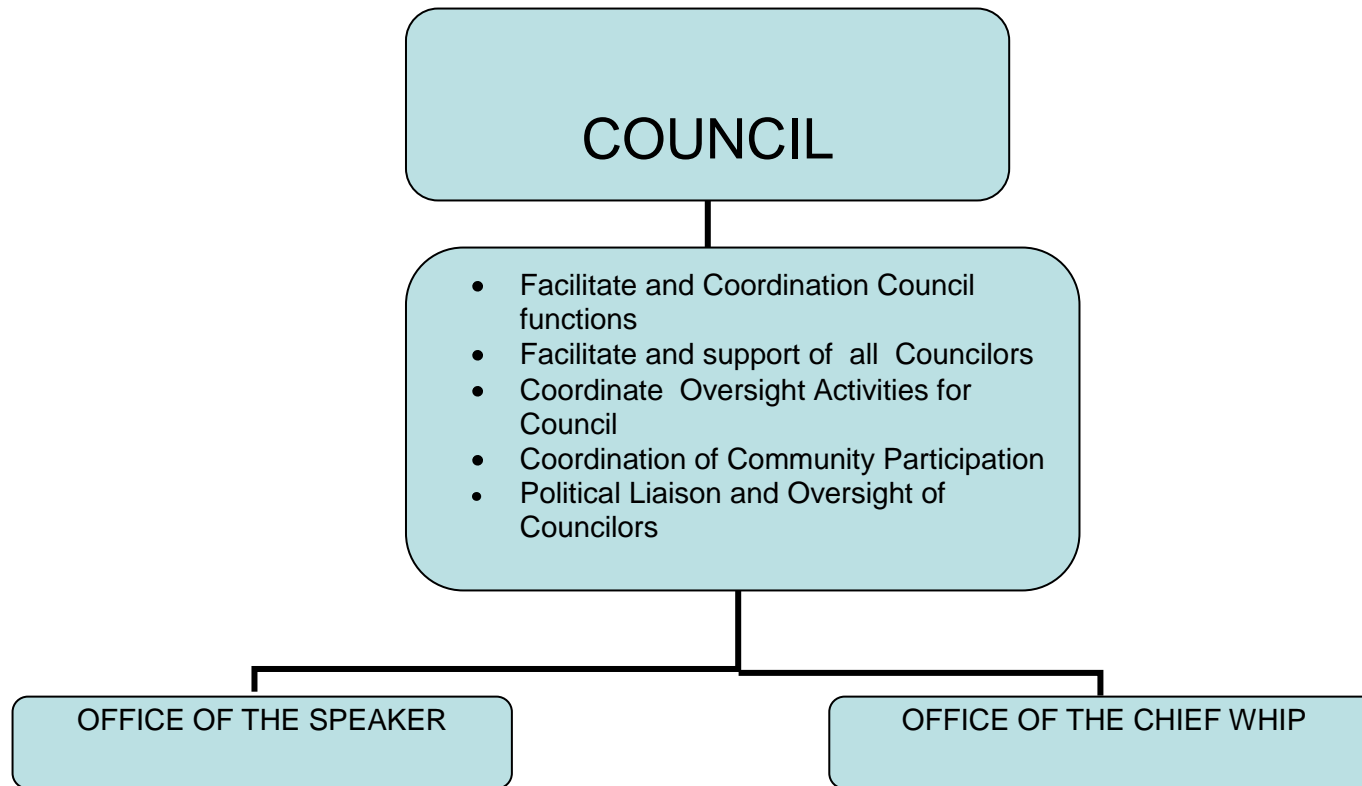 COUNCIL
• Facilitate and Coordination Council
functions
• Facilitate and support of all Councilors
• Coordinate Oversight Activities for
Council
• Coordination of Community Participation
• Political Liaison and Oversight of
Councilors
OFFICE OF THE SPEAKER
OFFICE OF THE CHIEF WHIP